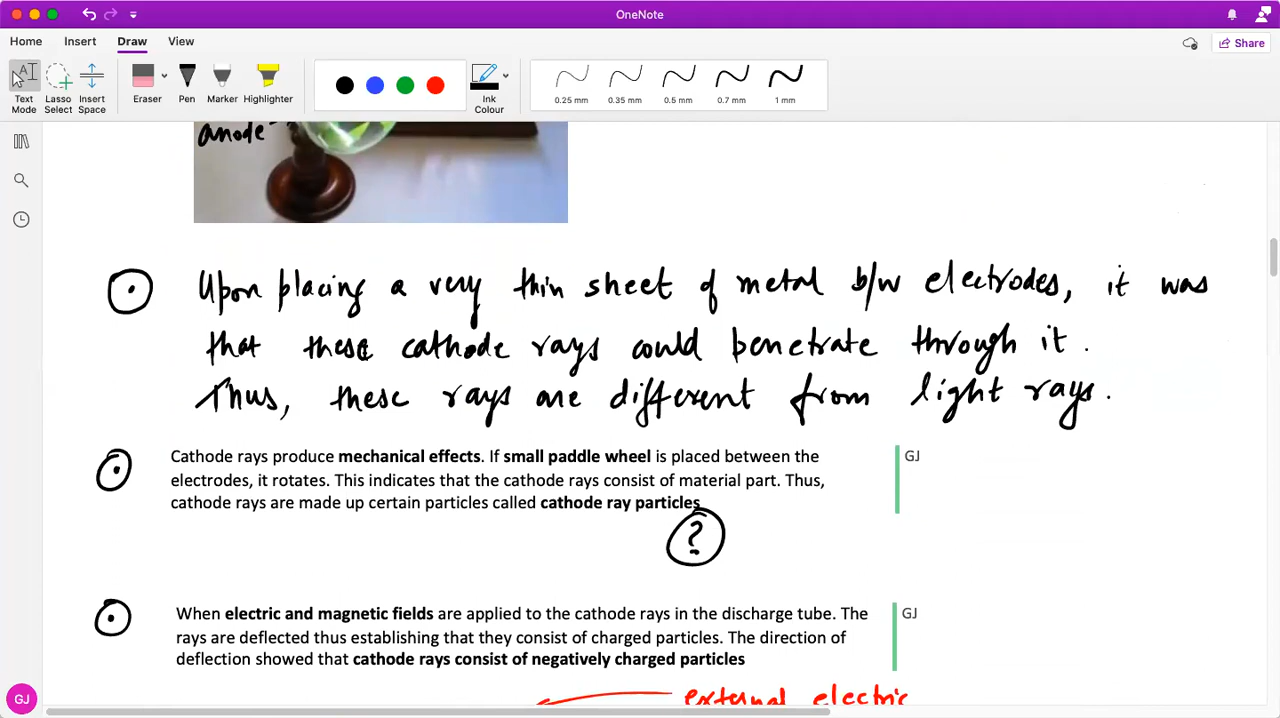 OneNote
Home Insert Draw View
Share
Text Mode
Lasso Select
Insert Space
Eraser
Pen
Marker
Highlighter
Ink Colour
0.25 mm
0.35 mm
0.5 mm
0.7 mm
1 mm
anode
Upon placing a very thin sheet of metal b/w electrodes, it was
that these cathode rays could penetrate through it.
Thus, these rays are different from light rays.
Cathode rays produce mechanical effects. If small paddle wheel is placed between the
electrodes, it rotates. This indicates that the cathode rays consist of material part. Thus,
cathode rays are made up certain particles called cathode ray particles
GJ
?
When electric and magnetic fields are applied to the cathode rays in the discharge tube. The
rays are deflected thus establishing that they consist of charged particles. The direction of
deflection showed that cathode rays consist of negatively charged particles
GJ
external electric
GJ